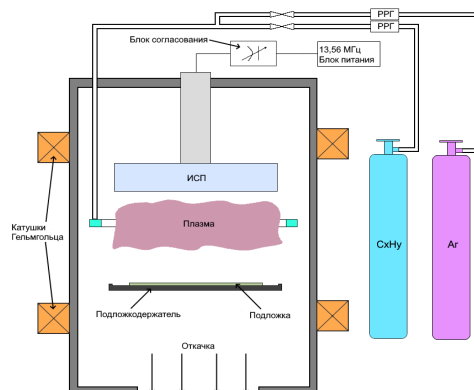 РРГ
РРГ
Блок согласования
13,56 МГц
Блок питания
ИСП
Плазма
Катушки
Гельмгольца
CxHy
Ar
Подложкодержатель
Подложка
Откачка